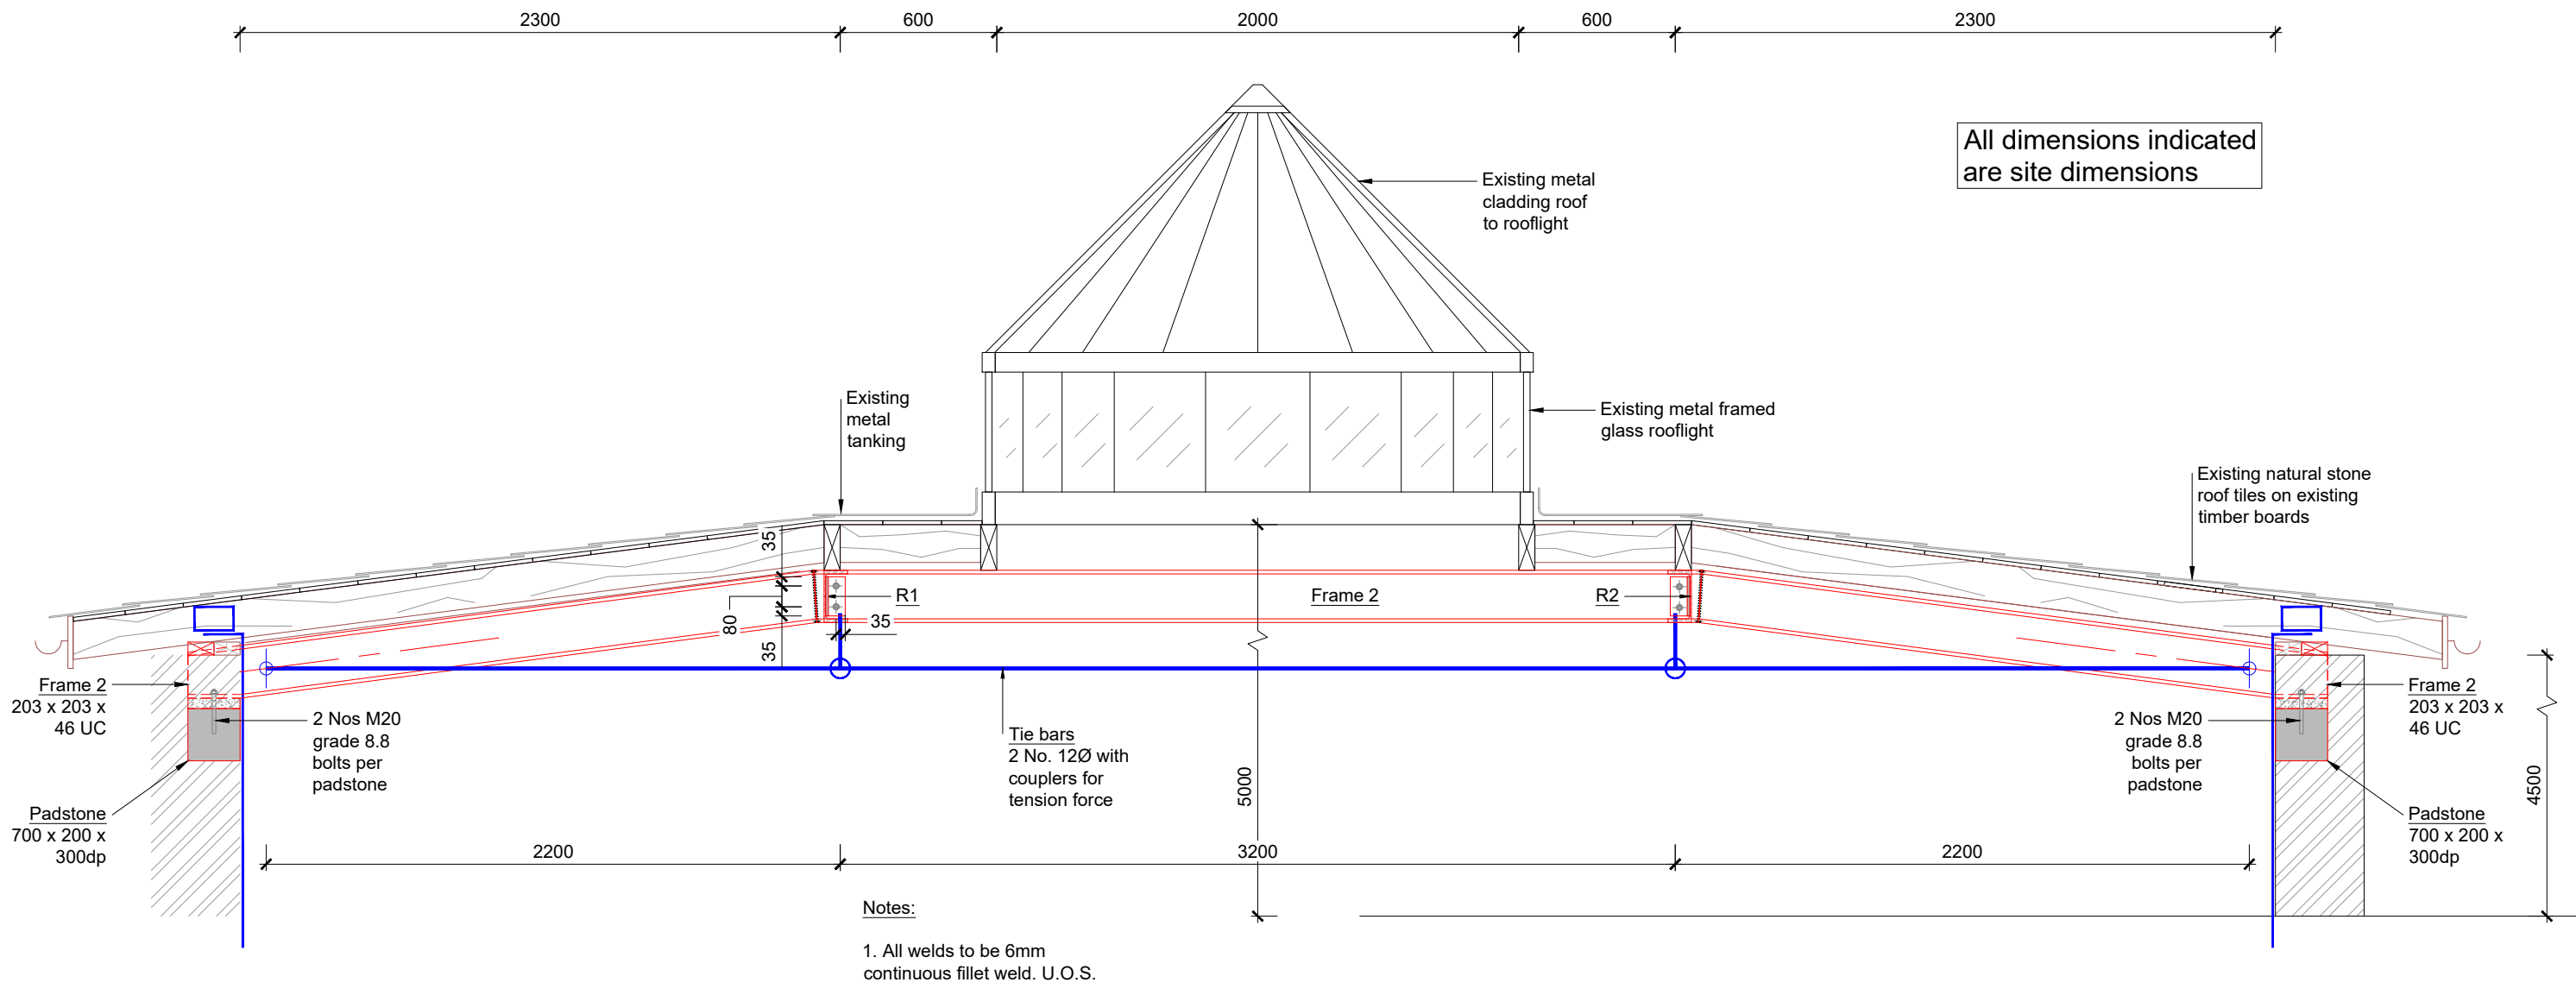 2300
600
2000
600
2300
All dimensions indicated
are site dimensions
Existing metal
cladding roof
to rooflight
Existing
metal
tanking
Existing metal framed
glass rooflight
Existing natural stone
roof tiles on existing
timber boards
35
80
35
35
R1
Frame 2
R2
Frame 2
203 x 203 x
46 UC
2 Nos M20
grade 8.8
bolts per
padstone
Padstone
700 x 200 x
300dp
Tie bars
2 No. 12Ø with
couplers for
tension force
5000
2 Nos M20
grade 8.8
bolts per
padstone
Frame 2
203 x 203 x
46 UC
Padstone
700 x 200 x
300dp
4500
2200
3200
2200
Notes:
1. All welds to be 6mm
continuous fillet weld. U.O.S.